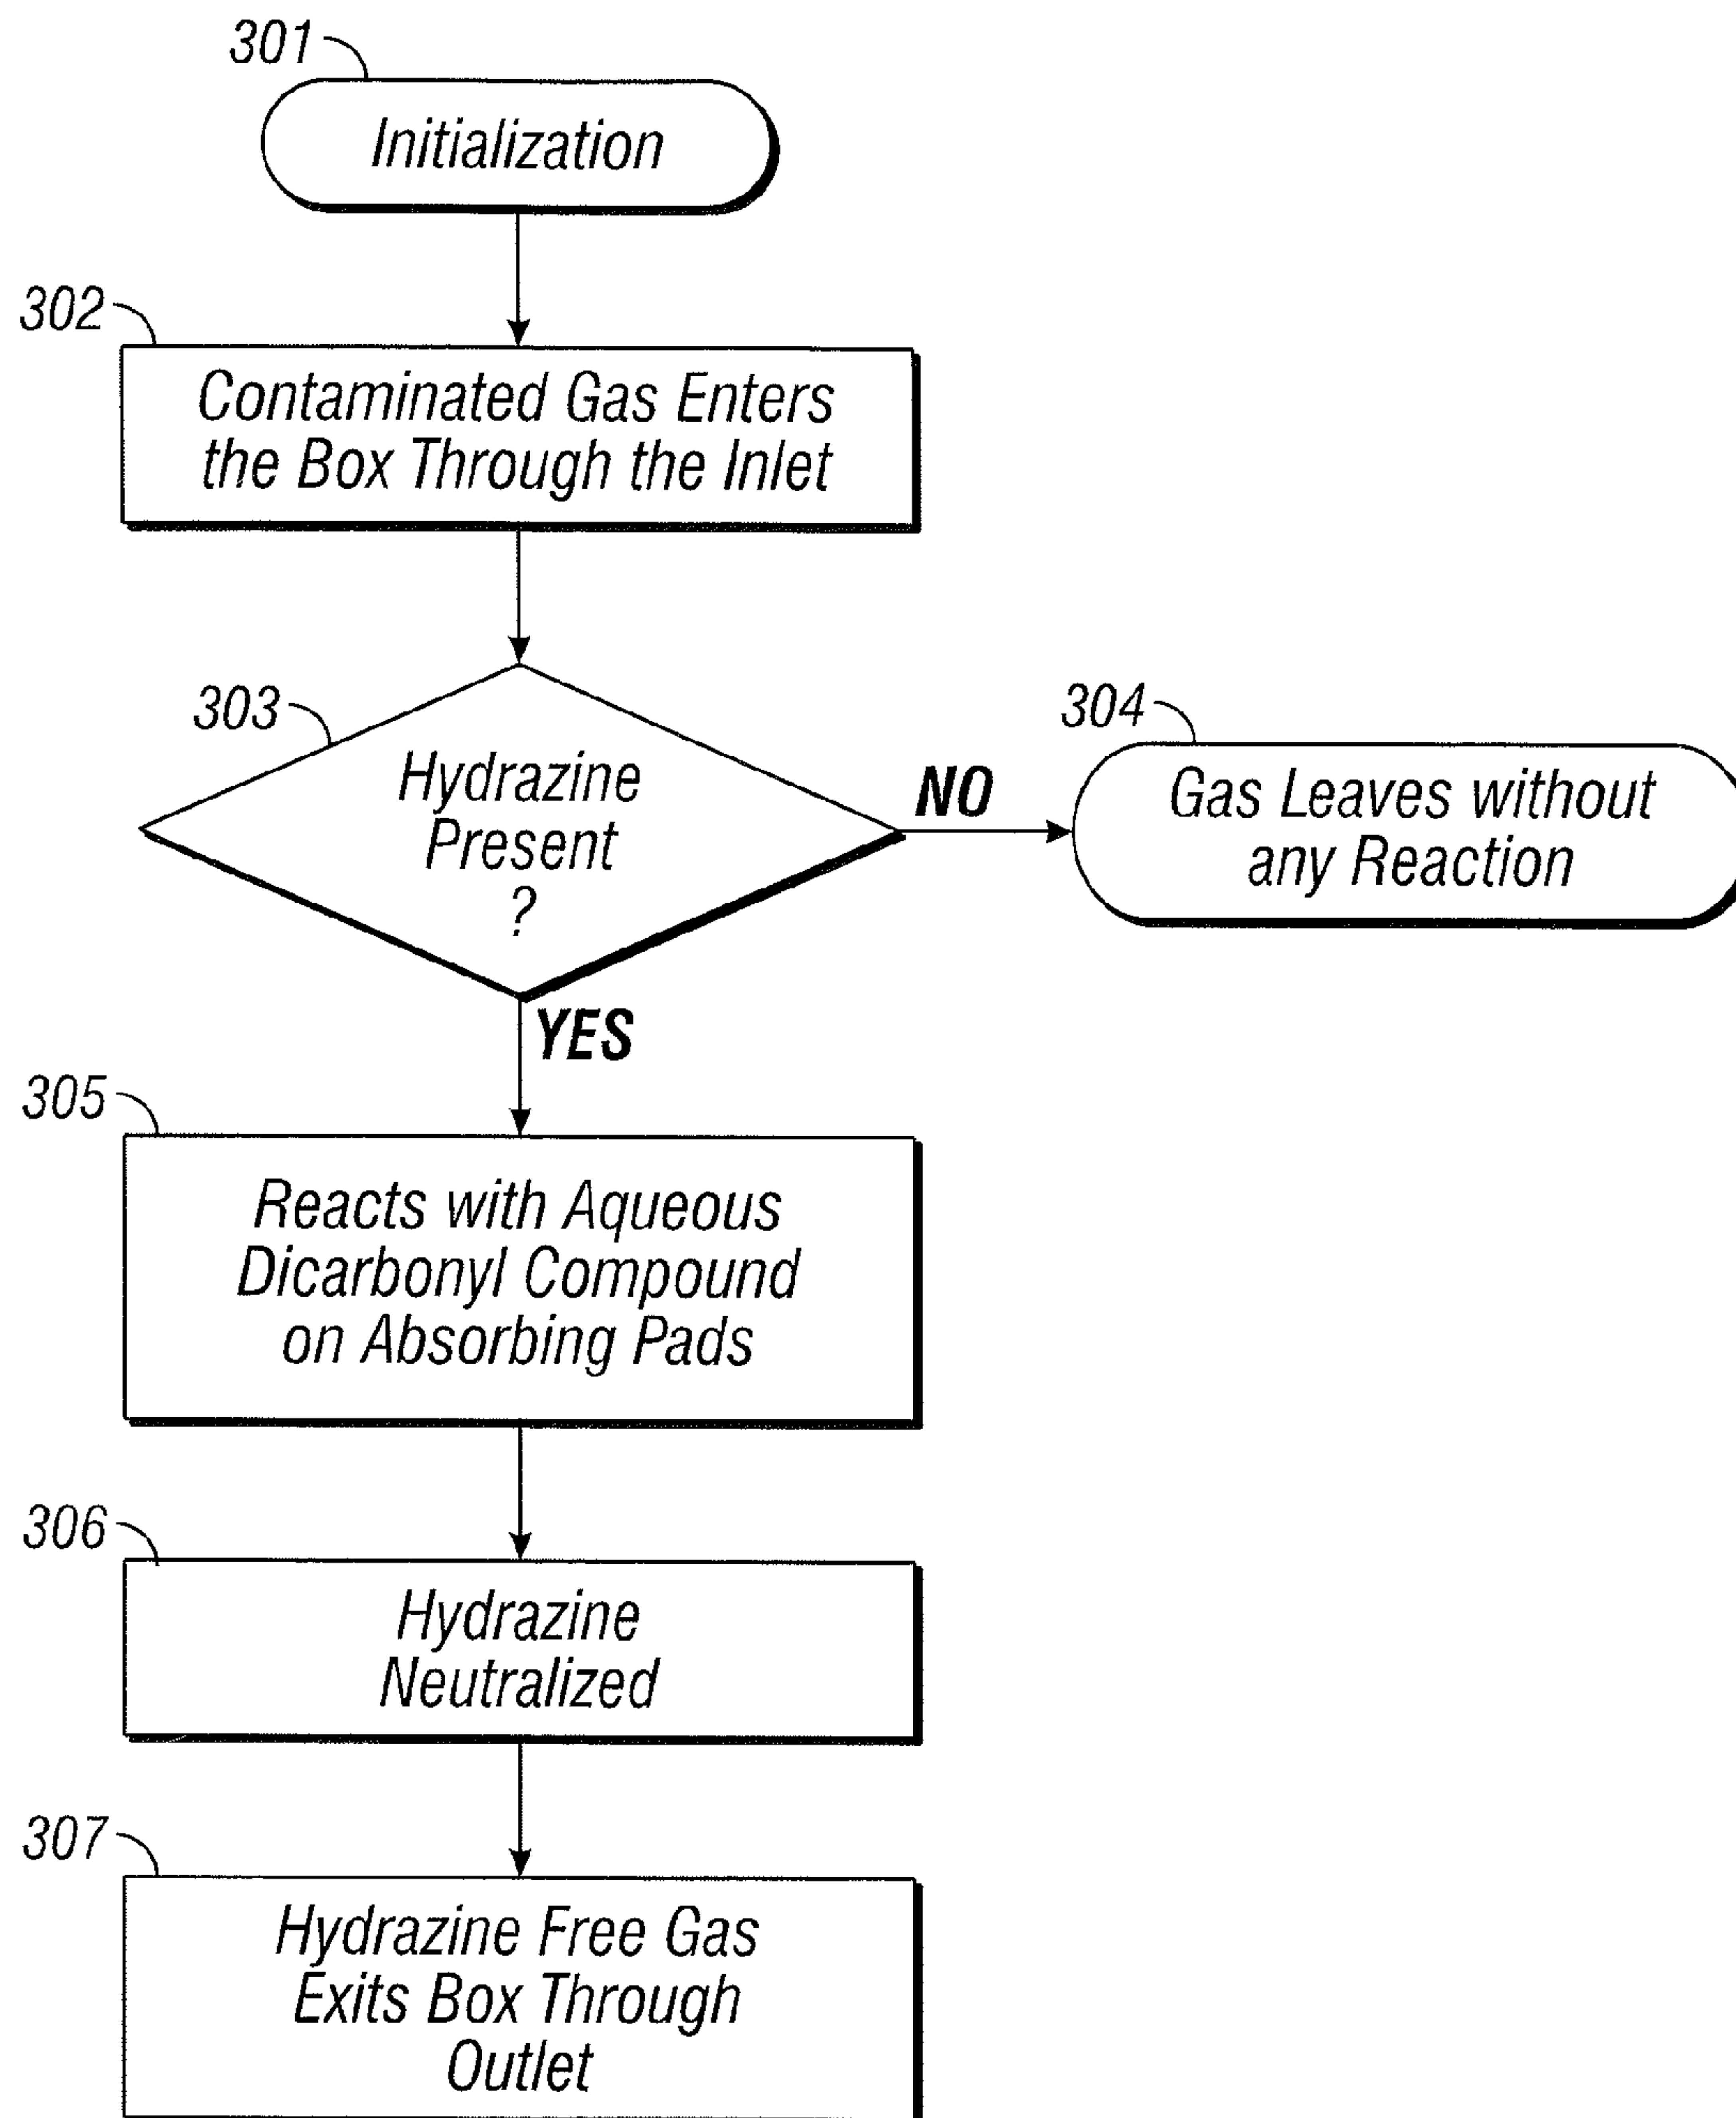 301
Initialization
302
Contaminated Gas Enters
the Box Through the Inlet
303
Hydrazine
Present
?
NO
304
Gas Leaves without
any Reaction
YES
305
Reacts with Aqueous
Dicarbonyl Compound
on Absorbing Pads
306
Hydrazine
Neutralized
307
Hydrazine Free Gas
Exits Box Through
Outlet